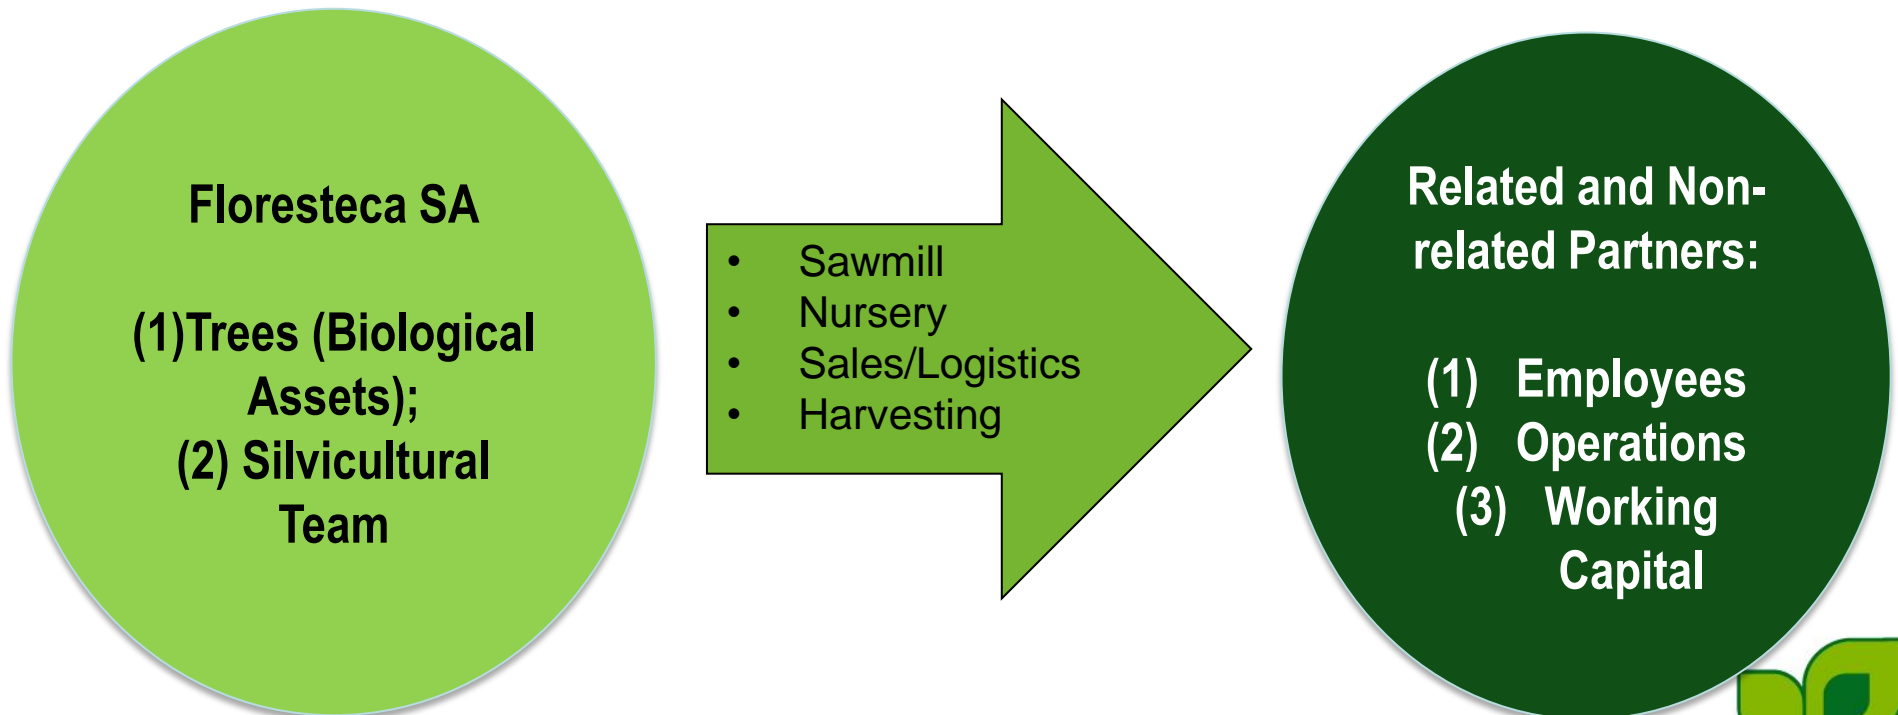 Floresteca SA
(1)Trees (Biological
Assets);
(2) Silvicultural
Team
• Sawmill
• Nursery
• Sales/Logistics
• Harvesting
Related and Non-
related Partners:
(1) Employees
(2) Operations
(3) Working
Capital